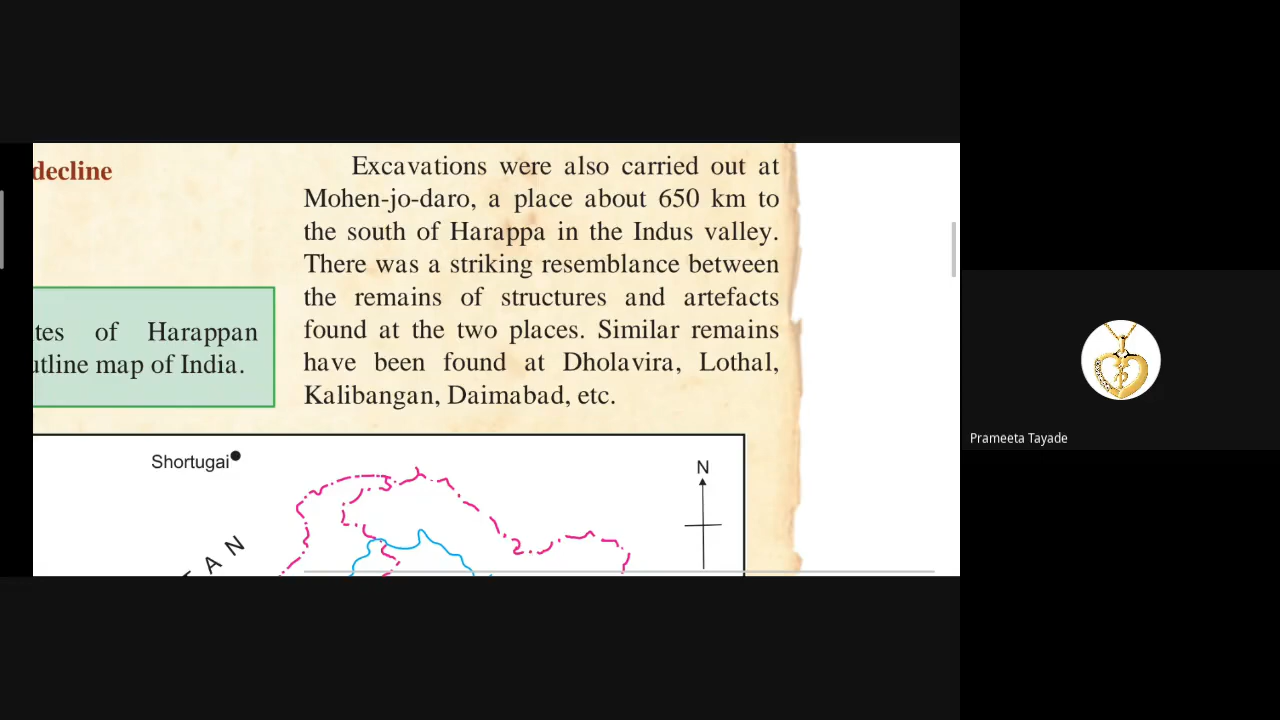 decline
tes of Harappan
utline map of India.
Excavations were also carried out at
Mohen-jo-daro, a place about 650 km to
the south of Harappa in the Indus valley.
There was a striking resemblance between
the remains of structures and artefacts
found at the two places. Similar remains
have been found at Dholavira, Lothal,
Kalibangan, Daimabad, etc.
Shortugai
N
T A N
Prameeta Tayade